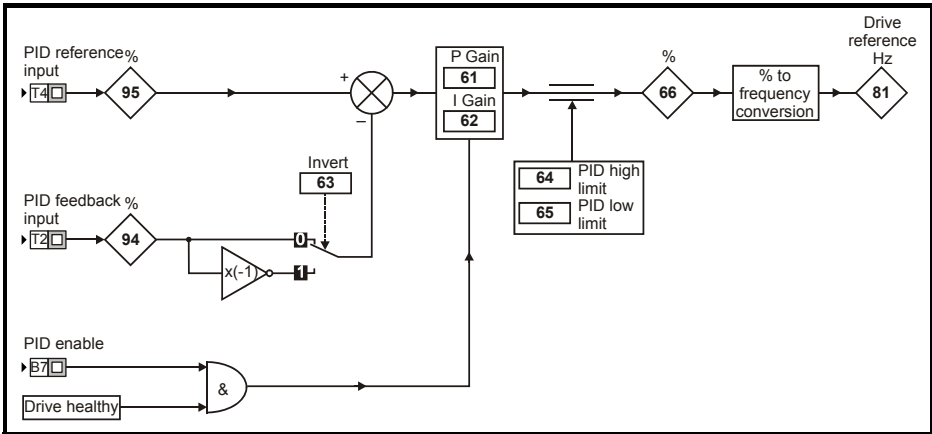 PID reference
input
%
T4
95
+
–
P Gain
61
I Gain
62
%
66
% to
frequency
conversion
Drive
reference
Hz
81
64
PID high
limit
65
PID low
limit
Invert
63
PID feedback
input
%
T2
94
0
x(-1)
1
PID enable
B7
&
Drive healthy